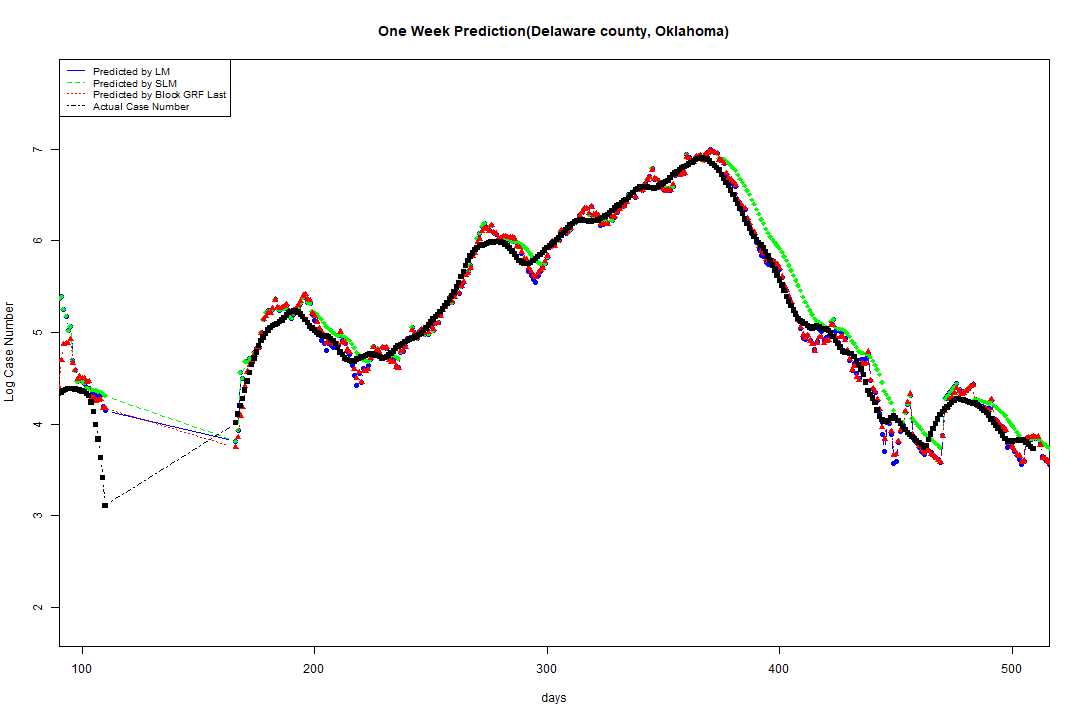 One Week Prediction(Delaware county, Oklahoma)
Predicted by LM
Predicted by SLM
Predicted by Block GRF Last
Actual Case Number
Log Case Number
7
6
5
4
3
2
100 200 300 400 500
days